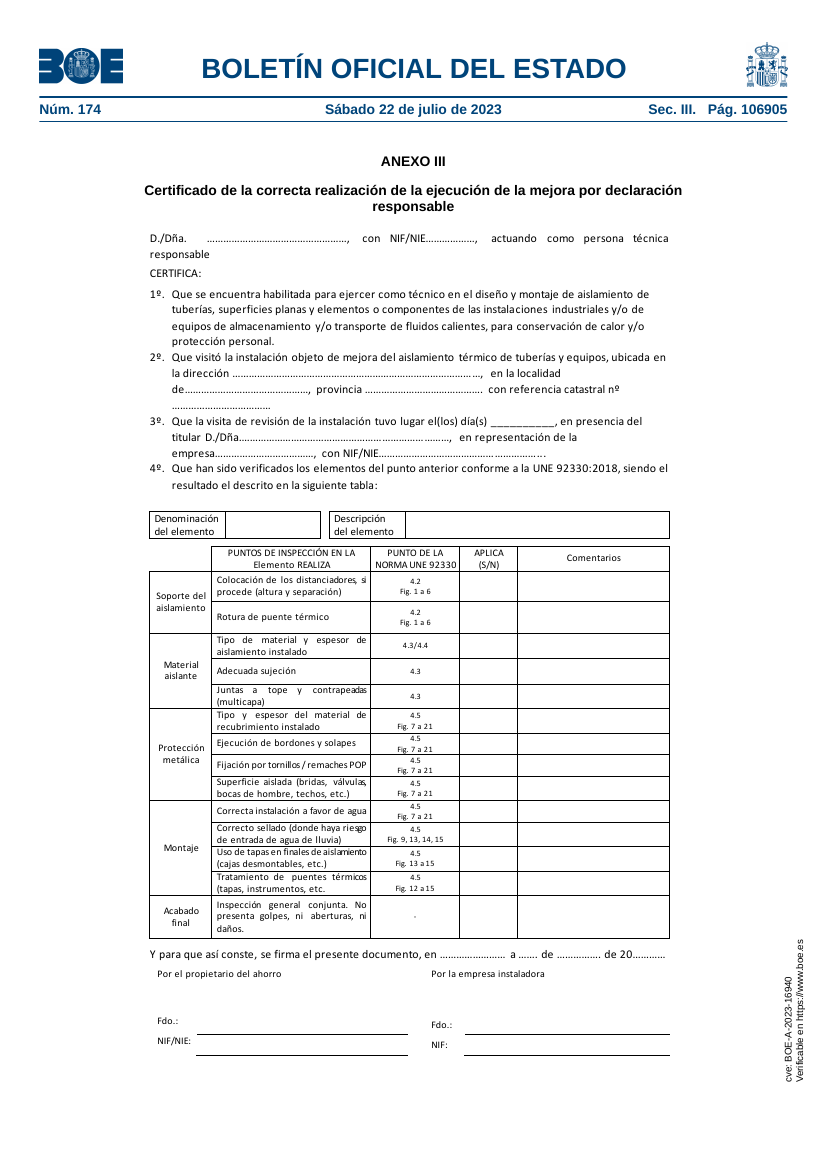 BOE
BOLETÍN OFICIAL DEL ESTADO
Núm. 174 Sábado 22 de julio de 2023 Sec. III. Pág. 106905
ANEXO III
Certificado de la correcta realización de la ejecución de la mejora por declaración
responsable
D./Dña. …………………………………………, con NIF/NIE………………, actuando como persona técnica
responsable
CERTIFICA:
1º. Que se encuentra habilitada para ejercer como técnico en el diseño y montaje de aislamiento de
tuberías, superficies planas y elementos o componentes de las instalaciones industriales y/o de
equipos de almacenamiento y/o transporte de fluidos calientes, para conservación de calor y/o
protección personal.
2º. Que visitó la instalación objeto de mejora del aislamiento térmico de tuberías y equipos, ubicada en
la dirección …………………………………………………………………………, en la localidad
de……………………………………, provincia …………………………………. con referencia catastral nº
……………………………
3º. Que la visita de revisión de la instalación tuvo lugar el(los) día(s) __________, en presencia del
titular D./Dña………………………………………………………………, en representación de la
empresa……………………………, con NIF/NIE…………………………………………………
4º. Que han sido verificados los elementos del punto anterior conforme a la UNE 92330:2018, siendo el
resultado el descrito en la siguiente tabla:
Denominación
del elemento
Descripción
del elemento
PUNTOS DE INSPECCIÓN EN LA
Elemento REALIZA
PUNTO DE LA
NORMA UNE 92330
APLICA
(S/N)
Comentarios
Soporte del
aislamiento
Colocación de los distanciadores, si
procede (altura y separación)
4.2
Fig. 1 a 6
Rotura de puente térmico
4.2
Fig. 1 a 6
Material
aislante
Tipo de material y espesor de
aislamiento instalado
4.3/4.4
Adecuada sujeción
4.3
Juntas a tope y contrapeadas
(multicapa)
4.3
Protección
metálica
Tipo y espesor del material de
recubrimiento instalado
4.5
Fig. 7 a 21
Ejecución de bordones y solapes
4.5
Fig. 7 a 21
Fijación por tornillos / remaches POP
4.5
Fig. 7 a 21
Superficie aislada (bridas, válvulas,
bocas de hombre, techos, etc.)
4.5
Fig. 7 a 21
Montaje
Correcta instalación a favor de agua
4.5
Fig. 7 a 21
Correcto sellado (donde haya riesgo
de entrada de agua de lluvia)
4.5
Fig. 9, 13, 14, 15
Uso de tapas en finales de aislamiento
(cajas desmontables, etc.)
4.5
Fig. 13 a 15
Tratamiento de puentes térmicos
(tapas, instrumentos, etc.
4.5
Fig. 12 a 15
Acabado
final
Inspección general conjunta. No
presenta golpes, ni aberturas, ni
daños.
-
Y para que así conste, se firma el presente documento, en …………………… a ……. de ……………. de 20…………
Por el propietario del ahorro
Por la empresa instaladora
Fdo.:
NIF/NIE:
Fdo.:
NIF:
cve: BOE-A-2023-16940
Verificable en https://www.boe.es